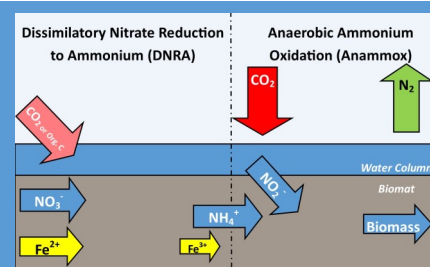 Dissimilatory Nitrate Reduction
to Ammonium (DNRA)
Anaerobic Ammonium
Oxidation (Anammox)
CO₂ or Org. C
CO₂
N₂
Water Column
Biomat
NO₃⁻
NO₂⁻
NH₄⁺
Biomass
Fe²⁺
Fe³⁺